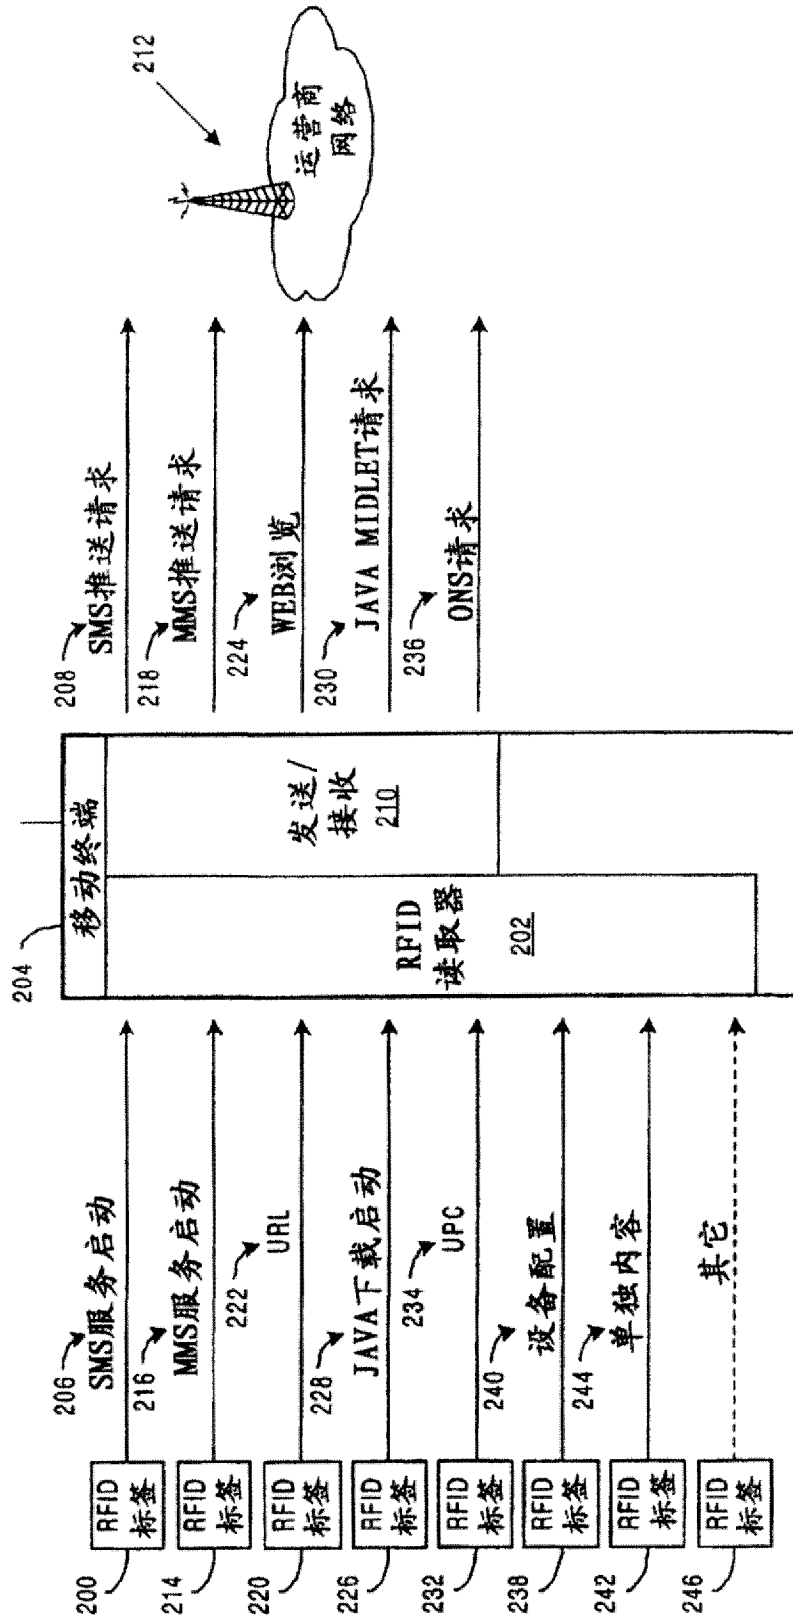 204
移动终端
RFID
读取器
202
发送/
接收
210
212
运营商
网络
200
RFID
标签
206
SMS服务启动
208
SMS推送请求
214
RFID
标签
216
MMS服务启动
218
MMS推送请求
220
RFID
标签
222
URL
224
WEB浏览
226
RFID
标签
228
JAVA下载启动
230
JAVA MIDLET请求
232
RFID
标签
234
UPC
236
ONS请求
238
RFID
标签
240
设备配置
242
RFID
标签
244
单独内容
246
RFID
标签
其它